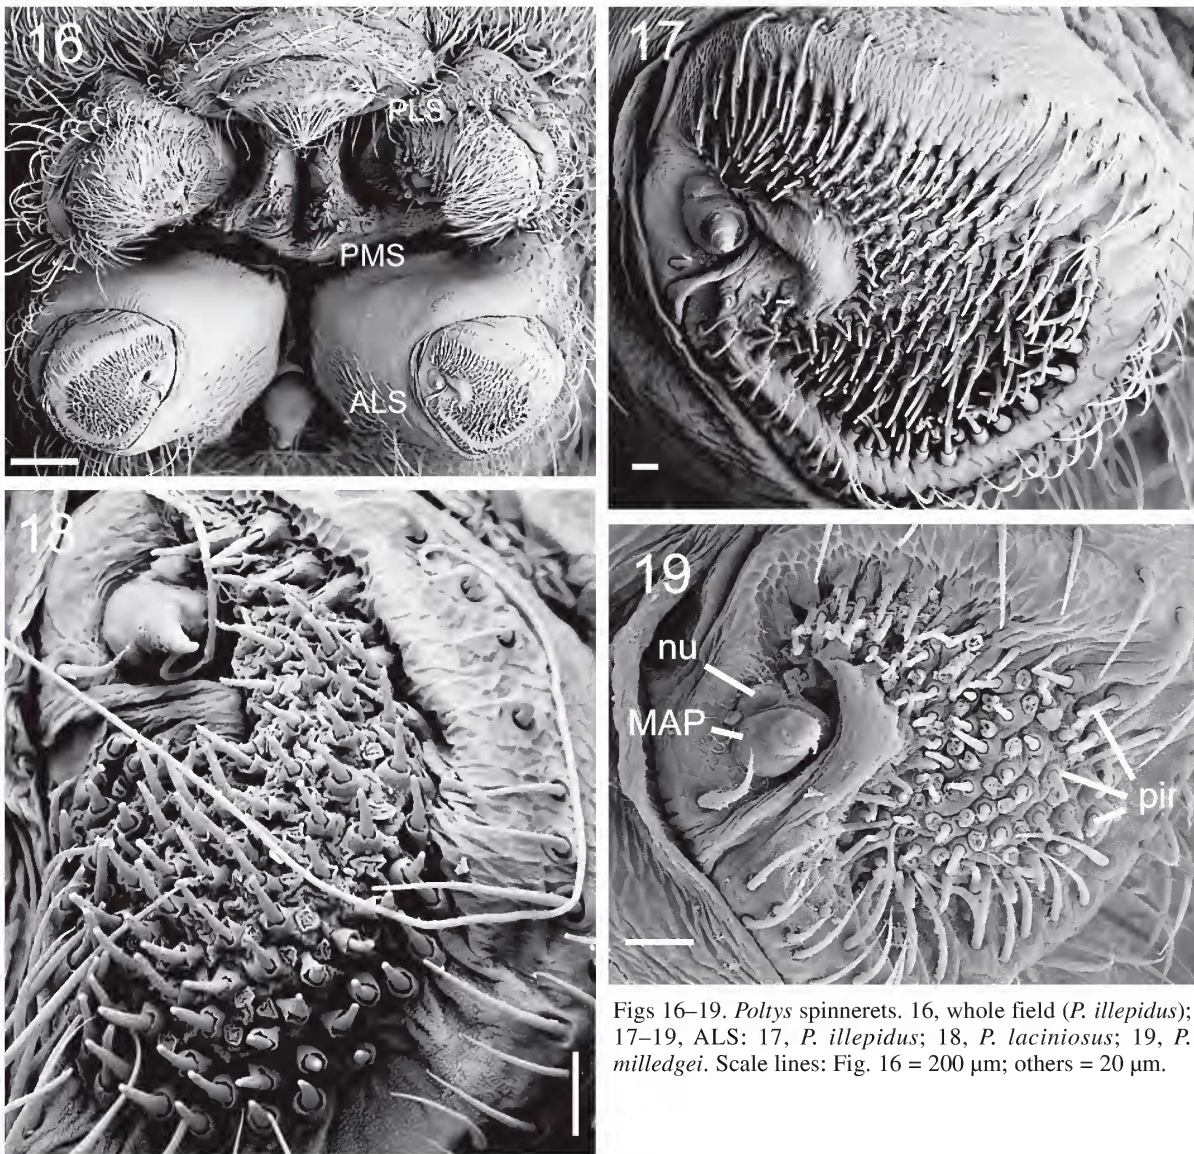 16
PLS
PMS
ALS
17
18
19
nu
MAP
pir
Figs 16–19. Poltys spinnerets. 16, whole field (P. illepidus);
17–19, ALS: 17, P. illepidus; 18, P. laciniosus; 19, P.
milledgei. Scale lines: Fig. 16 = 200 µm; others = 20 µm.